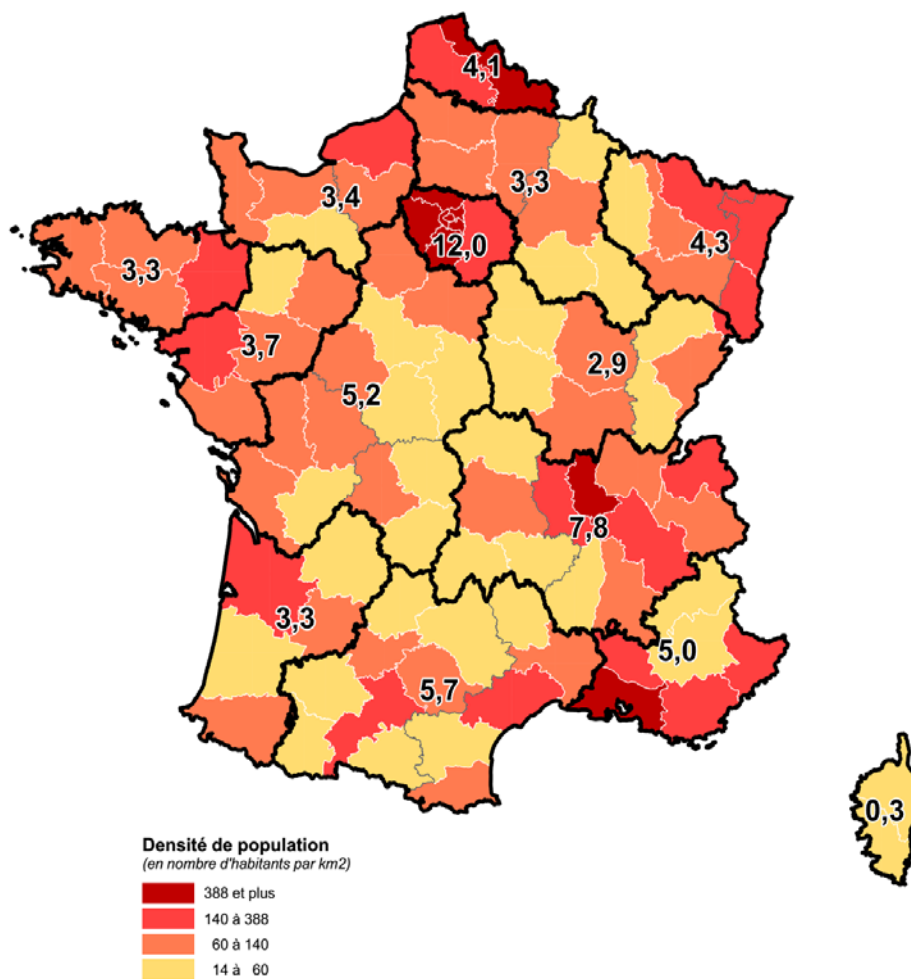 4,1
3,4
3,3
12,0
4,3
3,3
3,7
5,2
2,9
7,8
3,3
5,7
5,0
0,3
Densité de population
(en nombre d'habitants par km2)
388 et plus
140 à 388
60 à 140
14 à 60